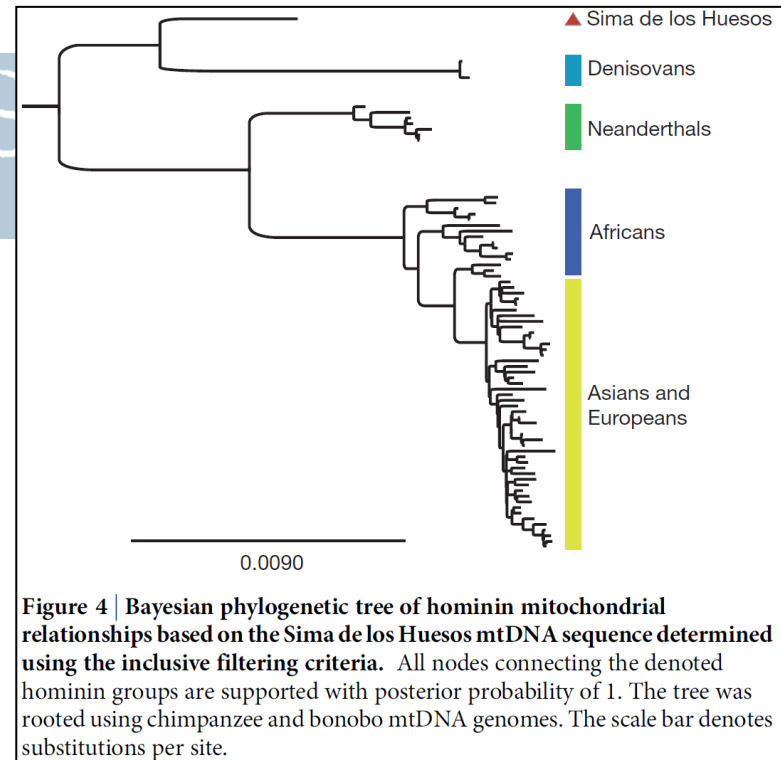 Sima de los Huesos
Denisovans
Neanderthals
Africans
Asians and
Europeans
0.0090
Figure 4 | Bayesian phylogenetic tree of hominin mitochondrial
relationships based on the Sima de los Huesos mtDNA sequence determined
using the inclusive filtering criteria. All nodes connecting the denoted
hominin groups are supported with posterior probability of 1. The tree was
rooted using chimpanzee and bonobo mtDNA genomes. The scale bar denotes
substitutions per site.